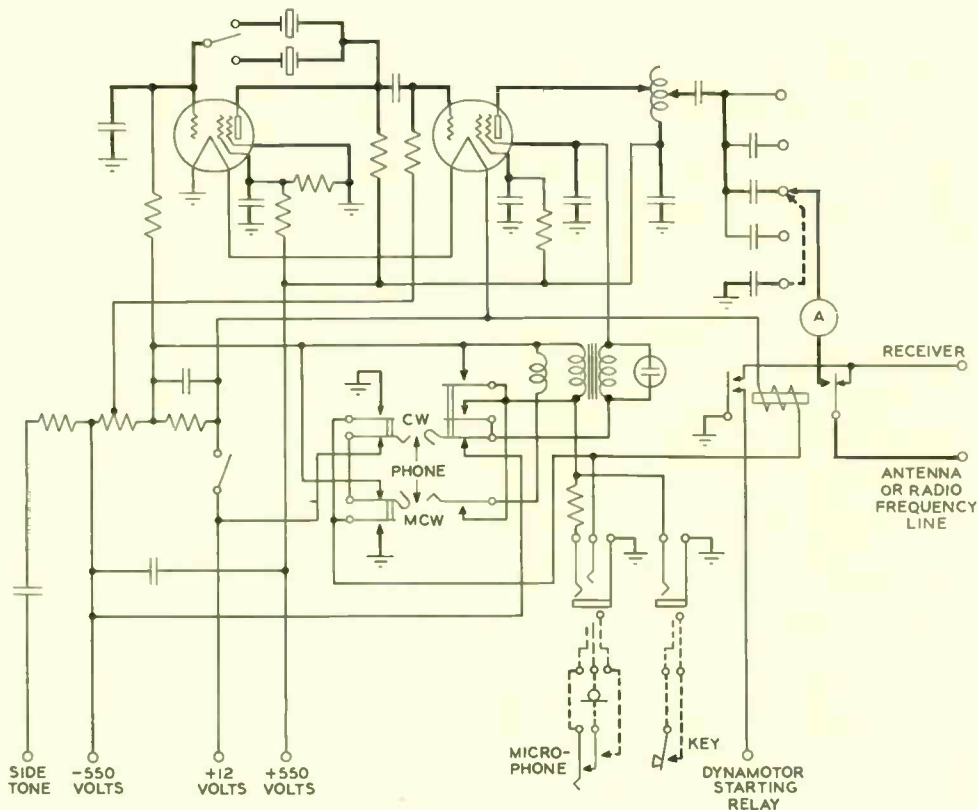 A
RECEIVER
CW
PHONE
MCW
ANTENNA
OR RADIO
FREQUENCY
LINE
MICRO-
PHONE
KEY
SIDE
TONE
-550
VOLTS
+12
VOLTS
+550
VOLTS
DYNAMOTOR
STARTING
RELAY